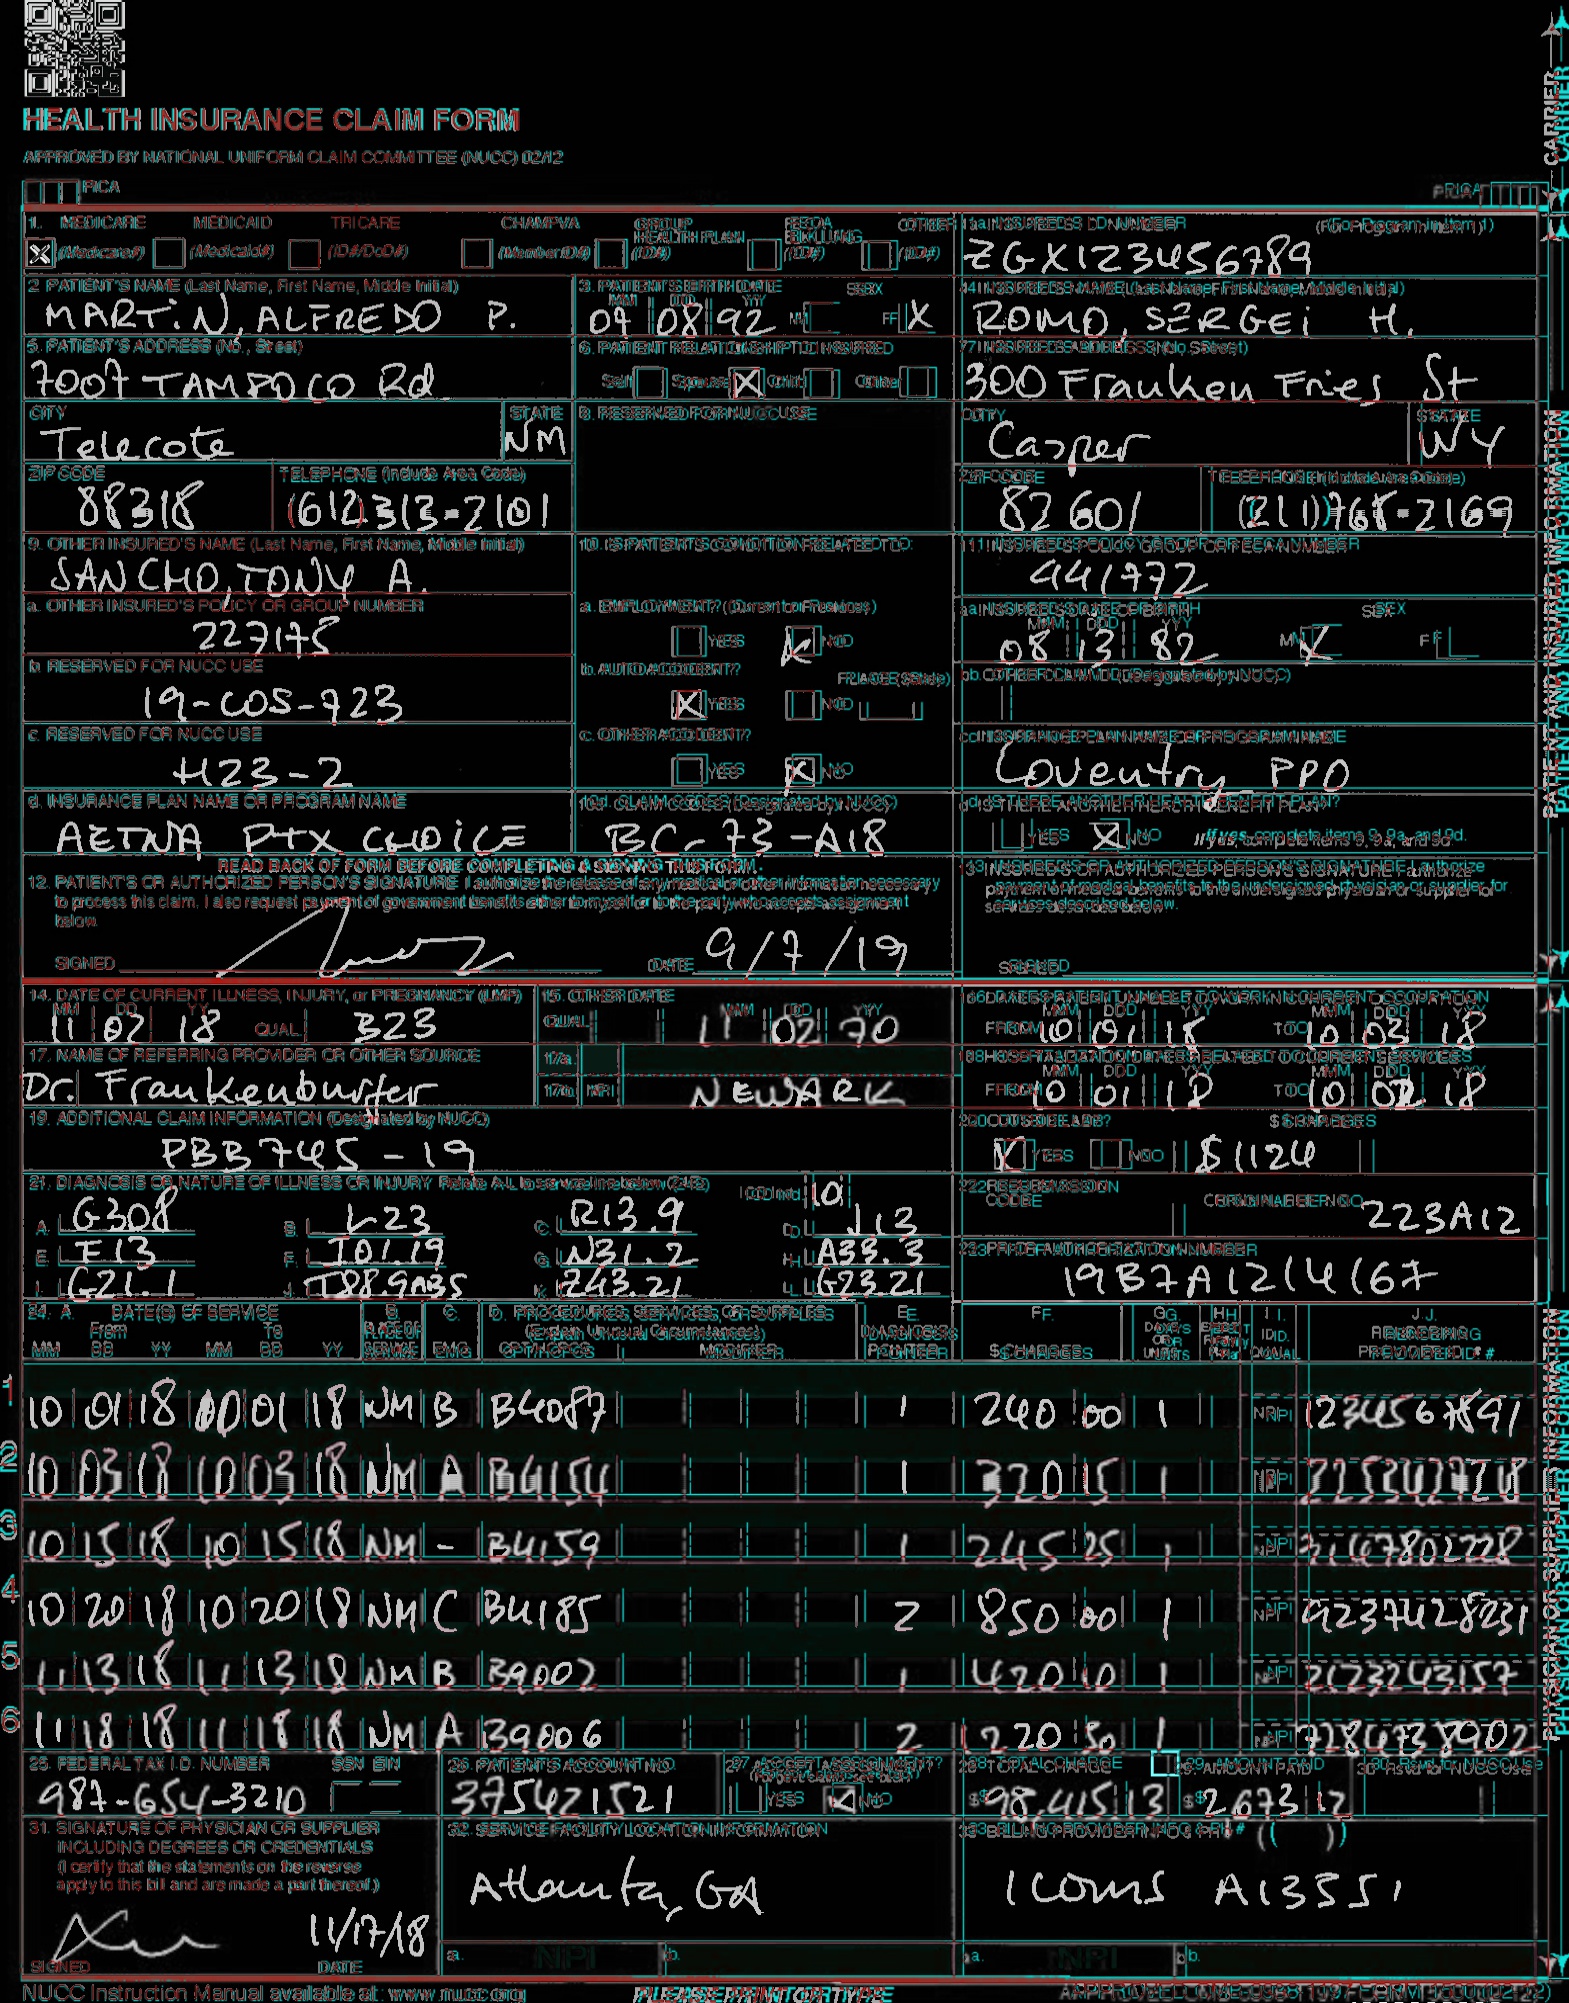 HEALTH INSURANCE CLAIM FORM
APPROVED BY NATIONAL UNIFORM CLAIM COMMITTEE (NUCC) 02/12
PICA PICA
CARRIER
1. MEDICARE MEDICAID TRICARE CHAMPVA GROUP HEALTH PLAN FECA BLK LUNG OTHER
X (Medicare#) (Medicaid#) (ID#/DoD#) (Member ID#) (ID#) (ID#) (ID#)
1a. INSURED'S I.D. NUMBER (For Program in Item 1)
ZGX123456789
2. PATIENT'S NAME (Last Name, First Name, Middle Initial)
MARTiN, ALFREDO P.
3. PATIENT'S BIRTH DATE SEX
MM DD YY
07 08 92 M F X
4. INSURED'S NAME (Last Name, First Name, Middle Initial)
ROMO, SERGEi H.
5. PATIENT'S ADDRESS (No., Street)
7007 TAMPOCO Rd.
6. PATIENT RELATIONSHIP TO INSURED
Self Spouse X Child Other
7. INSURED'S ADDRESS (No., Street)
300 Franken Fries St
CITY STATE
Telecote NM
8. RESERVED FOR NUCC USE
CITY STATE
Casper WY
ZIP CODE TELEPHONE (Include Area Code)
88318 (612)313-2101
ZIP CODE TELEPHONE (Include Area Code)
82601 (211)768-2169
9. OTHER INSURED'S NAME (Last Name, First Name, Middle Initial)
SANCHO, TONY A.
10. IS PATIENT'S CONDITION RELATED TO:
11. INSURED'S POLICY GROUP OR FECA NUMBER
441772
a. OTHER INSURED'S POLICY OR GROUP NUMBER
227175
a. EMPLOYMENT? (Current or Previous)
YES X NO
a. INSURED'S DATE OF BIRTH SEX
MM DD YY
08 13 82 M X F
b. RESERVED FOR NUCC USE
19-COS-723
b. AUTO ACCIDENT? PLACE (State)
X YES NO
b. OTHER CLAIM ID (Designated by NUCC)
c. RESERVED FOR NUCC USE
H23-2
c. OTHER ACCIDENT?
YES X NO
c. INSURANCE PLAN NAME OR PROGRAM NAME
Coventry PPO
d. INSURANCE PLAN NAME OR PROGRAM NAME
AETNA PTX CHOiCE
10d. CLAIM CODES (Designated by NUCC)
BC-73-A18
d. IS THERE ANOTHER HEALTH BENEFIT PLAN?
YES X NO If yes, complete items 9, 9a, and 9d.
PATIENT AND INSURED INFORMATION
READ BACK OF FORM BEFORE COMPLETING & SIGNING THIS FORM.
12. PATIENT'S OR AUTHORIZED PERSON'S SIGNATURE I authorize the release of any medical or other information necessary
to process this claim. I also request payment of government benefits either to myself or to the party who accepts assignment
below.
SIGNED DATE 9/7/19
13. INSURED'S OR AUTHORIZED PERSON'S SIGNATURE I authorize
payment of medical benefits to the undersigned physician or supplier for
services described below.
SIGNED
14. DATE OF CURRENT ILLNESS, INJURY, or PREGNANCY (LMP)
MM DD YY
11 02 18 QUAL. 323
15. OTHER DATE
QUAL. MM DD YY
11 02 70
16. DATES PATIENT UNABLE TO WORK IN CURRENT OCCUPATION
MM DD YY MM DD YY
FROM 10 01 18 TO 10 03 18
17. NAME OF REFERRING PROVIDER OR OTHER SOURCE
Dr. Frankenburfer
17a.
17b. NPI NEWARK
18. HOSPITALIZATION DATES RELATED TO CURRENT SERVICES
MM DD YY MM DD YY
FROM 10 01 18 TO 10 02 18
19. ADDITIONAL CLAIM INFORMATION (Designated by NUCC)
PBB745-19
20. OUTSIDE LAB? $ CHARGES
X YES NO $1124
21. DIAGNOSIS OR NATURE OF ILLNESS OR INJURY Relate A-L to service line below (24E) ICD Ind. 10
A. G308 B. L23 C. R13.9 D. J13
E. F13 F. I01.19 G. N31.2 H. A33.3
I. G21.1 J. T88.9AB5 K. Z43.21 L. G23.21
22. RESUBMISSION CODE ORIGINAL REF. NO.
223A12
23. PRIOR AUTHORIZATION NUMBER
19B7A1214167
24. A. DATE(S) OF SERVICE B. C. D. PROCEDURES, SERVICES, OR SUPPLIES E. F. G. H. I. J.
From To PLACE OF SERVICE EMG (Explain Unusual Circumstances) DIAGNOSIS POINTER $ CHARGES DAYS OR UNITS ID. QUAL. RENDERING PROVIDER ID. #
MM DD YY MM DD YY CPT/HCPCS MODIFIER
1 10 01 18 10 01 18 NM B B4087 1 240 00 1 NPI 1234567891
2 10 03 18 10 03 18 NM A B4154 1 320 15 1 NPI
3 10 15 18 10 15 18 NM - B4159 1 245 25 1 NPI 31467802228
4 10 20 18 10 20 18 NM C B4185 2 850 00 1 NPI 9237428231
5 11 13 18 11 13 18 NM B B9002 1 420 10 1 NPI 2173243157
6 11 18 18 11 18 18 NM A B9006 2 1220 50 1 NPI 7284738902
PHYSICIAN OR SUPPLIER INFORMATION
25. FEDERAL TAX I.D. NUMBER SSN EIN
987-654-3210
26. PATIENT'S ACCOUNT NO.
375421521
27. ACCEPT ASSIGNMENT?
YES X NO
28. TOTAL CHARGE
$ 98,415 13
29. AMOUNT PAID
$ 2,673 12
30. Rsvd for NUCC Use
31. SIGNATURE OF PHYSICIAN OR SUPPLIER
INCLUDING DEGREES OR CREDENTIALS
(I certify that the statements on the reverse
apply to this bill and are made a part thereof.)
11/17/18
SIGNED DATE
32. SERVICE FACILITY LOCATION INFORMATION
Atlanta, GA
a. NPI b.
33. BILLING PROVIDER INFO & PH # ( )
1COMS A13551
a. NPI b.
NUCC Instruction Manual available at: www.nucc.org
PLEASE PRINT OR TYPE